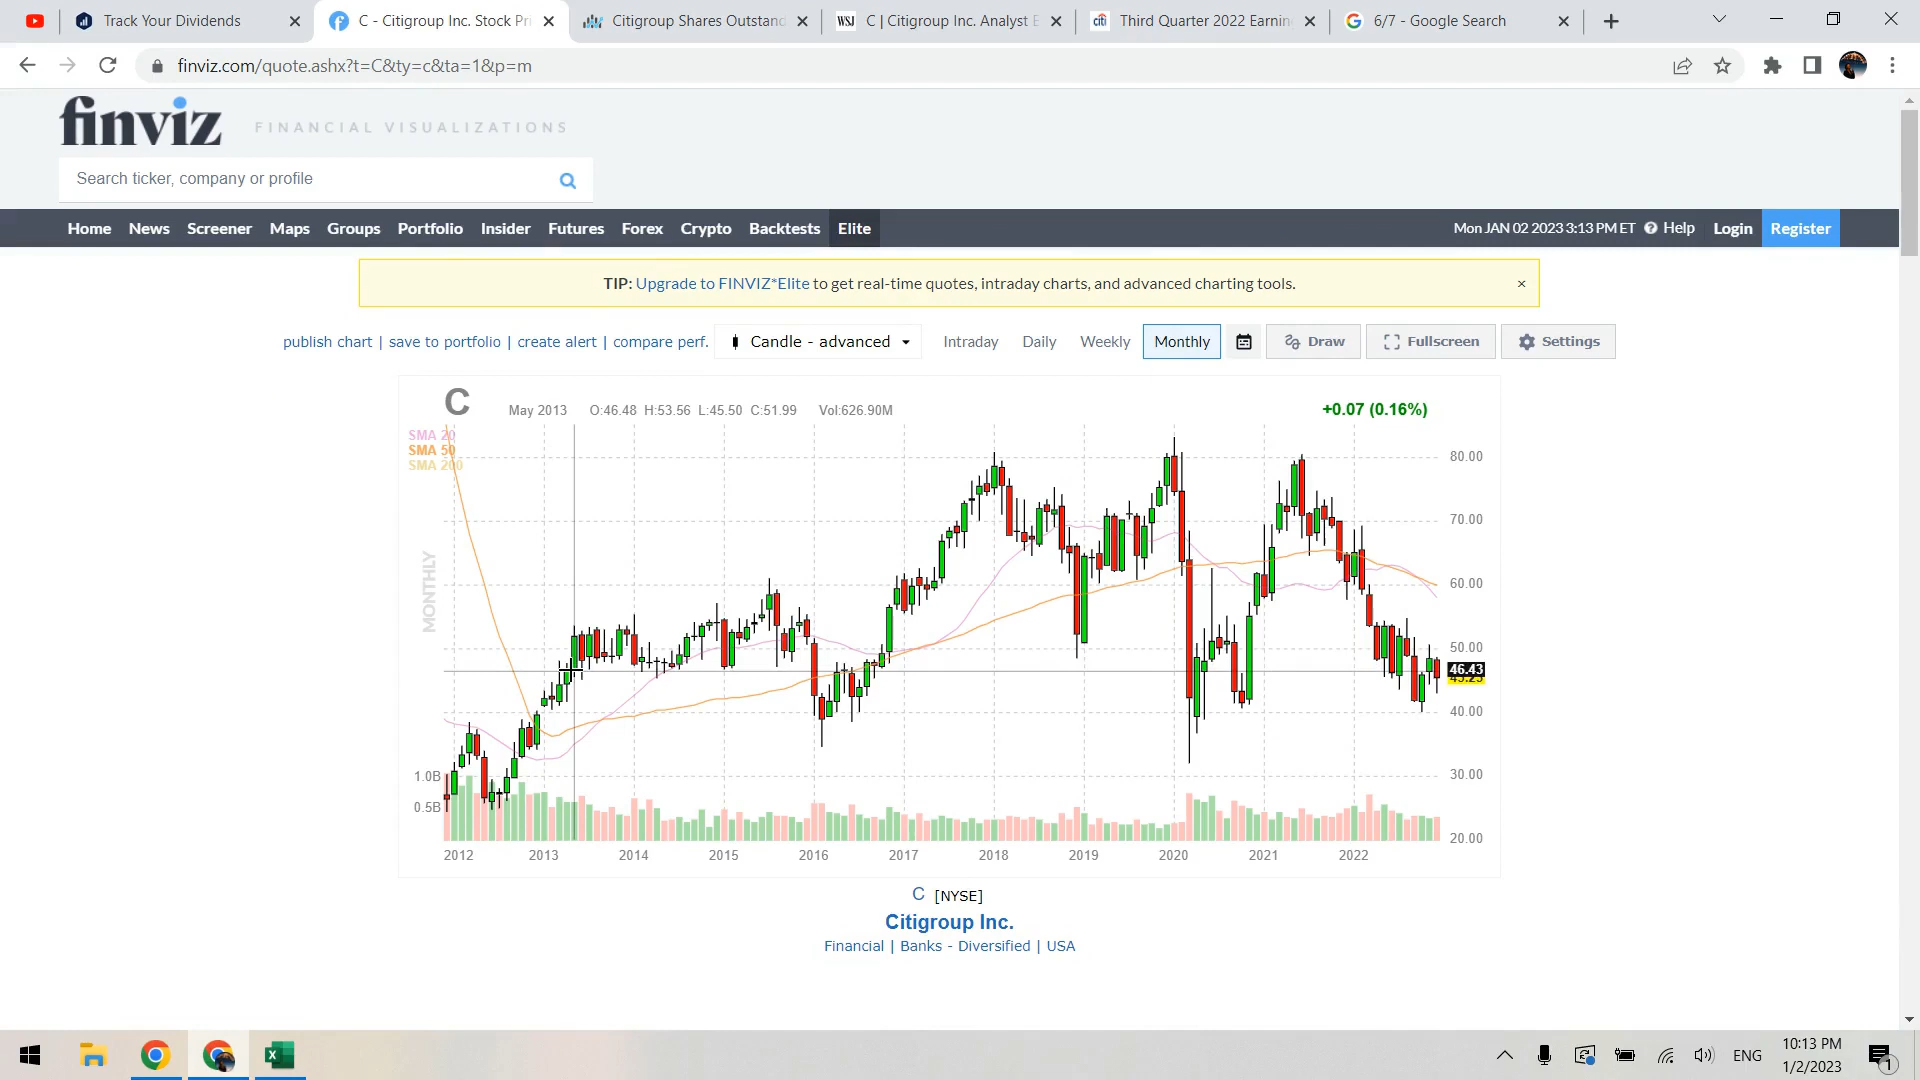 Track Your Dividends
C - Citigroup Inc. Stock Pri
Citigroup Shares Outstand
WSJ C | Citigroup Inc. Analyst E
citi Third Quarter 2022 Earnin
6/7 - Google Search
finviz.com/quote.ashx?t=C&ty=c&ta=1&p=m
finviz FINANCIAL VISUALIZATIONS
Search ticker, company or profile
Home News Screener Maps Groups Portfolio Insider Futures Forex Crypto Backtests Elite
Mon JAN 02 2023 3:13 PM ET Help Login Register
TIP: Upgrade to FINVIZ*Elite to get real-time quotes, intraday charts, and advanced charting tools. ×
publish chart | save to portfolio | create alert | compare perf. Candle - advanced Intraday Daily Weekly Monthly Draw Fullscreen Settings
C May 2013 O:46.48 H:53.56 L:45.50 C:51.99 Vol:626.90M +0.07 (0.16%)
SMA 20
SMA 50
SMA 200
MONTHLY
80.00
70.00
60.00
50.00
46.43
45.23
40.00
30.00
20.00
1.0B
0.5B
2012 2013 2014 2015 2016 2017 2018 2019 2020 2021 2022
C [NYSE]
Citigroup Inc.
Financial | Banks - Diversified | USA
ENG
10:13 PM
1/2/2023
1